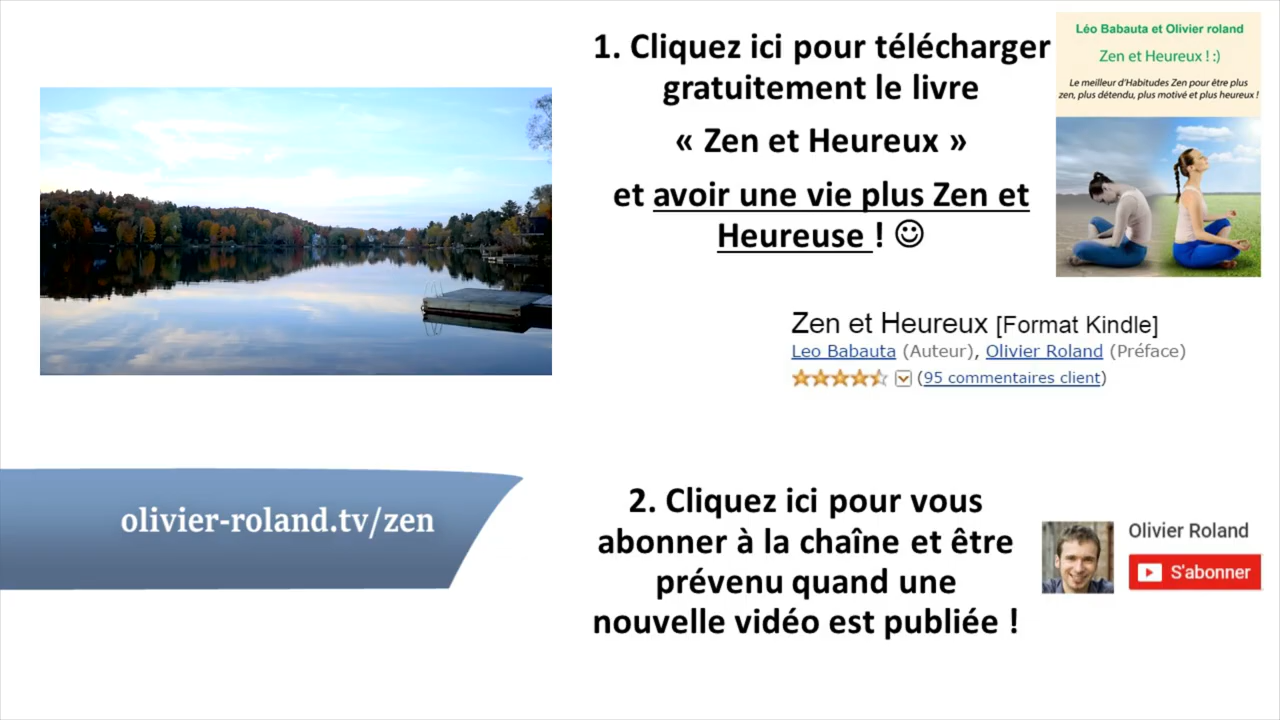 1. Cliquez ici pour télécharger
gratuitement le livre
« Zen et Heureux »
et avoir une vie plus Zen et
Heureuse ! ☺
Léo Babauta et Olivier roland
Zen et Heureux ! :)
Le meilleur d'Habitudes Zen pour être plus
zen, plus détendu, plus motivé et plus heureux !
Zen et Heureux [Format Kindle]
Leo Babauta (Auteur), Olivier Roland (Préface)
(95 commentaires client)
olivier-roland.tv/zen
2. Cliquez ici pour vous
abonner à la chaîne et être
prévenu quand une
nouvelle vidéo est publiée !
Olivier Roland
S'abonner